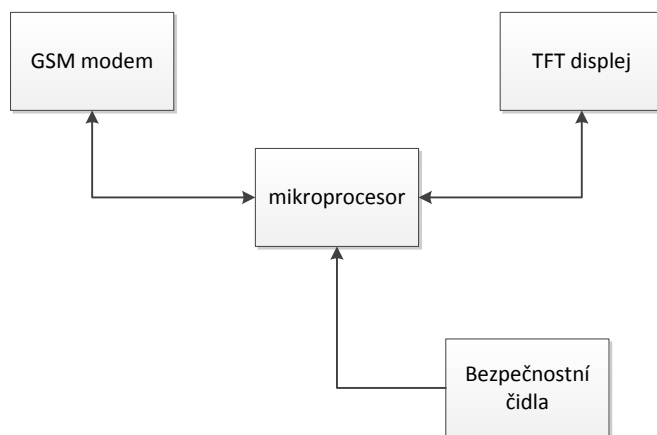 GSM modem
TFT displej
mikroprocesor
Bezpečnostní
čidla